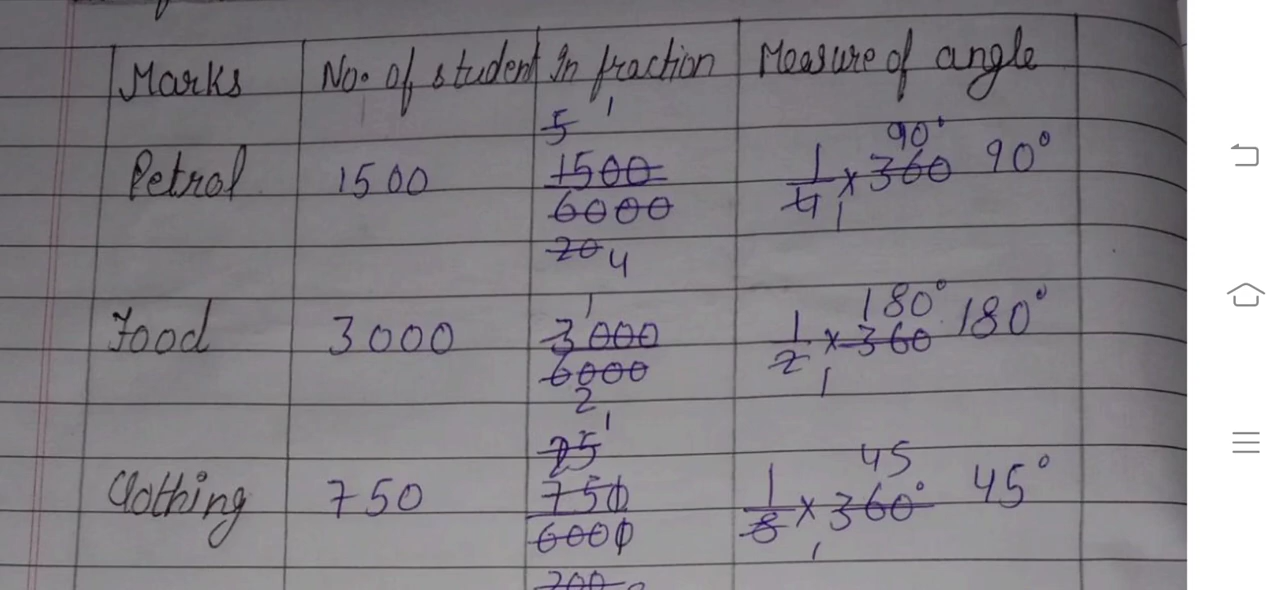 Marks No. of student In fraction Measure of angle
5 1
90°
Petrol 1500 1500 1/4 × 360 90°
6000 1
20 4
1 180°
Food 3000 3000 1/2 × 360 180°
6000 1
2
1
25 45
Clothing 750 750 1/8 × 360° 45°
6000 1
200